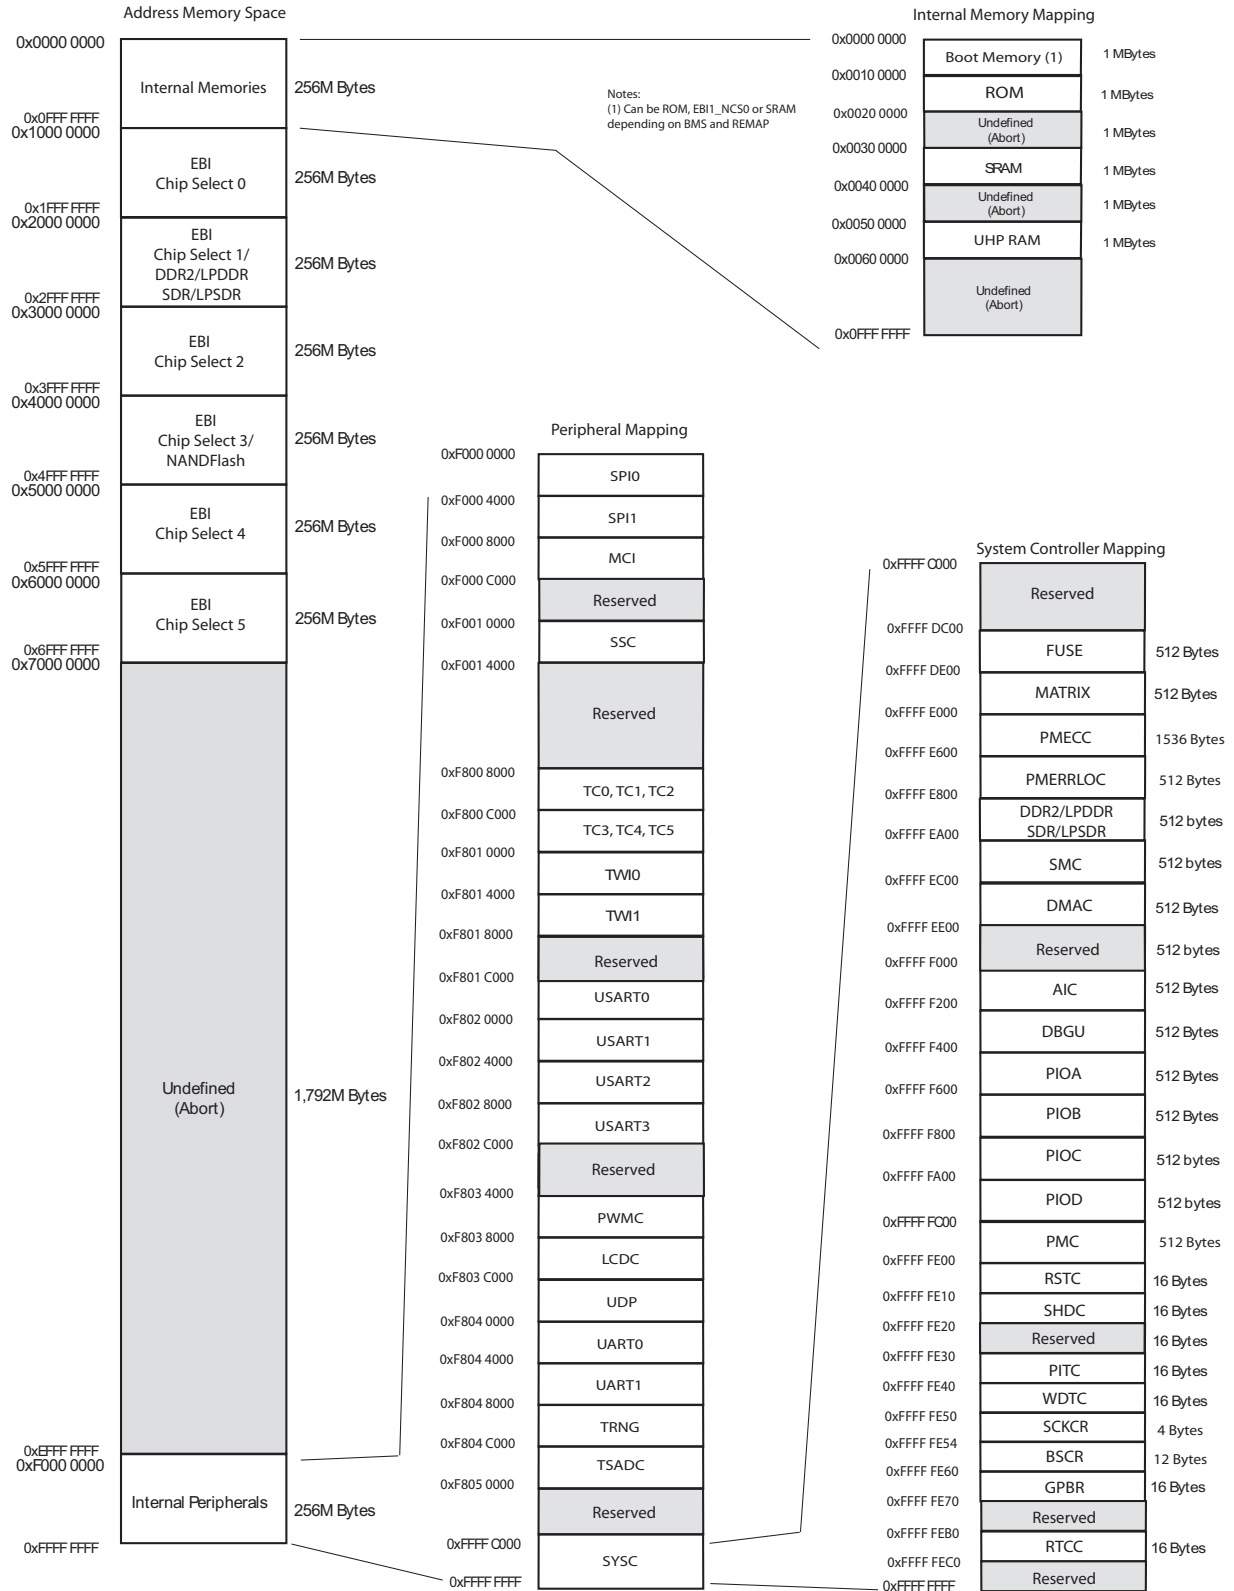 Address Memory Space
0x0000 0000
Internal Memories
256M Bytes
0x0FFF FFFF
0x1000 0000
EBI
Chip Select 0
256M Bytes
0x1FFF FFFF
0x2000 0000
EBI
Chip Select 1/
DDR2/LPDDR
SDR/LPSDR
256M Bytes
0x2FFF FFFF
0x3000 0000
EBI
Chip Select 2
256M Bytes
0x3FFF FFFF
0x4000 0000
EBI
Chip Select 3/
NANDFlash
256M Bytes
0x4FFF FFFF
0x5000 0000
EBI
Chip Select 4
256M Bytes
0x5FFF FFFF
0x6000 0000
EBI
Chip Select 5
256M Bytes
0x6FFF FFFF
0x7000 0000
Undefined
(Abort)
1,792M Bytes
0xEFFF FFFF
0xF000 0000
Internal Peripherals
256M Bytes
0xFFFF FFFF
Notes:
(1) Can be ROM, EBI1_NCS0 or SRAM
depending on BMS and REMAP
Internal Memory Mapping
0x0000 0000
Boot Memory (1)
1 MBytes
0x0010 0000
ROM
1 MBytes
0x0020 0000
Undefined
(Abort)
1 MBytes
0x0030 0000
SRAM
1 MBytes
0x0040 0000
Undefined
(Abort)
1 MBytes
0x0050 0000
UHP RAM
1 MBytes
0x0060 0000
Undefined
(Abort)
0x0FFF FFFF
Peripheral Mapping
0xF000 0000
SPI0
0xF000 4000
SPI1
0xF000 8000
MCI
0xF000 C000
Reserved
0xF001 0000
SSC
0xF001 4000
Reserved
0xF800 8000
TC0, TC1, TC2
0xF800 C000
TC3, TC4, TC5
0xF801 0000
TWI0
0xF801 4000
TWI1
0xF801 8000
Reserved
0xF801 C000
USART0
0xF802 0000
USART1
0xF802 4000
USART2
0xF802 8000
USART3
0xF802 C000
Reserved
0xF803 4000
PWMC
0xF803 8000
LCDC
0xF803 C000
UDP
0xF804 0000
UART0
0xF804 4000
UART1
0xF804 8000
TRNG
0xF804 C000
TSADC
0xF805 0000
Reserved
0xFFFF C000
SYSC
0xFFFF FFFF
System Controller Mapping
0xFFFF C000
Reserved
0xFFFF DC00
FUSE
512 Bytes
0xFFFF DE00
MATRIX
512 Bytes
0xFFFF E000
PMECC
1536 Bytes
0xFFFF E600
PMERRLOC
512 Bytes
0xFFFF E800
DDR2/LPDDR
SDR/LPSDR
512 bytes
0xFFFF EA00
SMC
512 bytes
0xFFFF EC00
DMAC
512 Bytes
0xFFFF EE00
Reserved
512 bytes
0xFFFF F000
AIC
512 Bytes
0xFFFF F200
DBGU
512 Bytes
0xFFFF F400
PIOA
512 Bytes
0xFFFF F600
PIOB
512 Bytes
0xFFFF F800
PIOC
512 bytes
0xFFFF FA00
PIOD
512 bytes
0xFFFF FC00
PMC
512 Bytes
0xFFFF FE00
RSTC
16 Bytes
0xFFFF FE10
SHDC
16 Bytes
0xFFFF FE20
Reserved
16 Bytes
0xFFFF FE30
PITC
16 Bytes
0xFFFF FE40
WDTC
16 Bytes
0xFFFF FE50
SCKCR
4 Bytes
0xFFFF FE54
BSCR
12 Bytes
0xFFFF FE60
GPBR
16 Bytes
0xFFFF FE70
Reserved
0xFFFF FEB0
RTCC
16 Bytes
0xFFFF FEC0
Reserved
0xFFFF FFFF